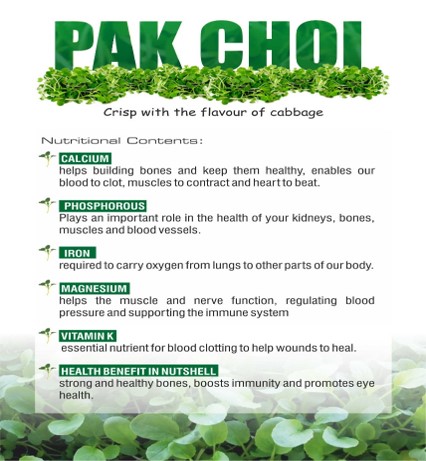 PAK CHOI
Crisp with the flavour of cabbage
Nutritional Contents:
CALCIUM
helps building bones and keep them healthy, enables our
blood to clot, muscles to contract and heart to beat.
PHOSPHOROUS
Plays an important role in the health of your kidneys, bones,
muscles and blood vessels.
IRON
required to carry oxygen from lungs to other parts of our body.
MAGNESIUM
helps the muscle and nerve function, regulating blood
pressure and supporting the immune system
VITAMIN K
essential nutrient for blood clotting to help wounds to heal.
HEALTH BENEFIT IN NUTSHELL
strong and healthy bones, boosts immunity and promotes eye
health.